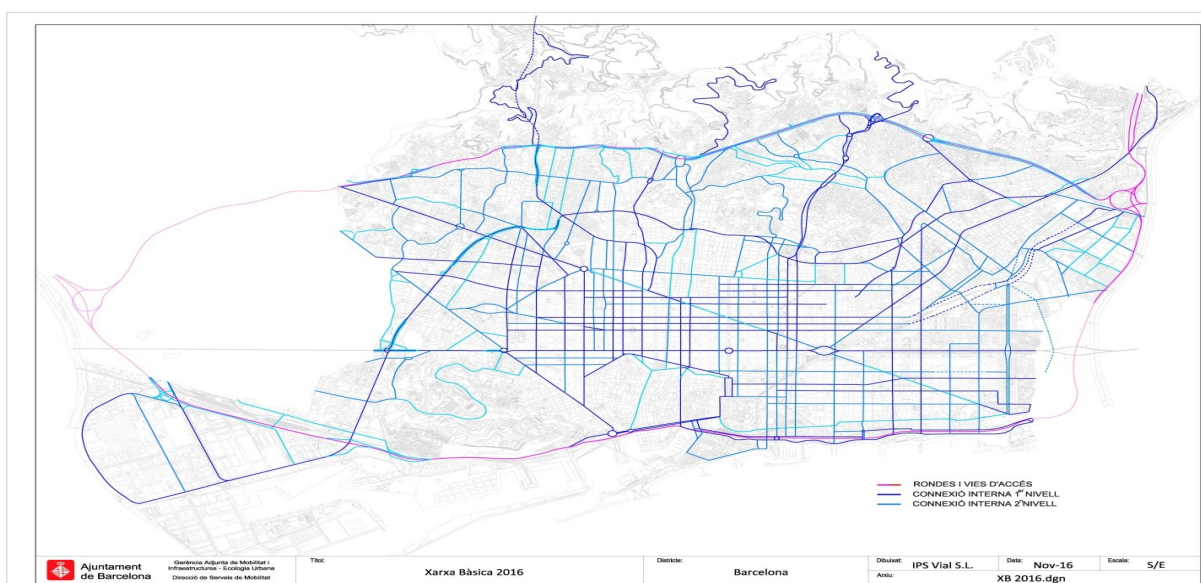 RONDES I VIES D'ACCÉS
CONNEXIÓ INTERNA 1er NIVELL
CONNEXIÓ INTERNA 2n NIVELL
Ajuntament
de Barcelona
Gerència Adjunta de Mobilitat i
Infraestructures - Ecologia Urbana
Direcció de Serveis de Mobilitat
Títol:
Xarxa Bàsica 2016
Districte:
Barcelona
Dibuixat: IPS Vial S.L.
Data: Nov-16
Escala: S/E
Arxiu: XB 2016.dgn